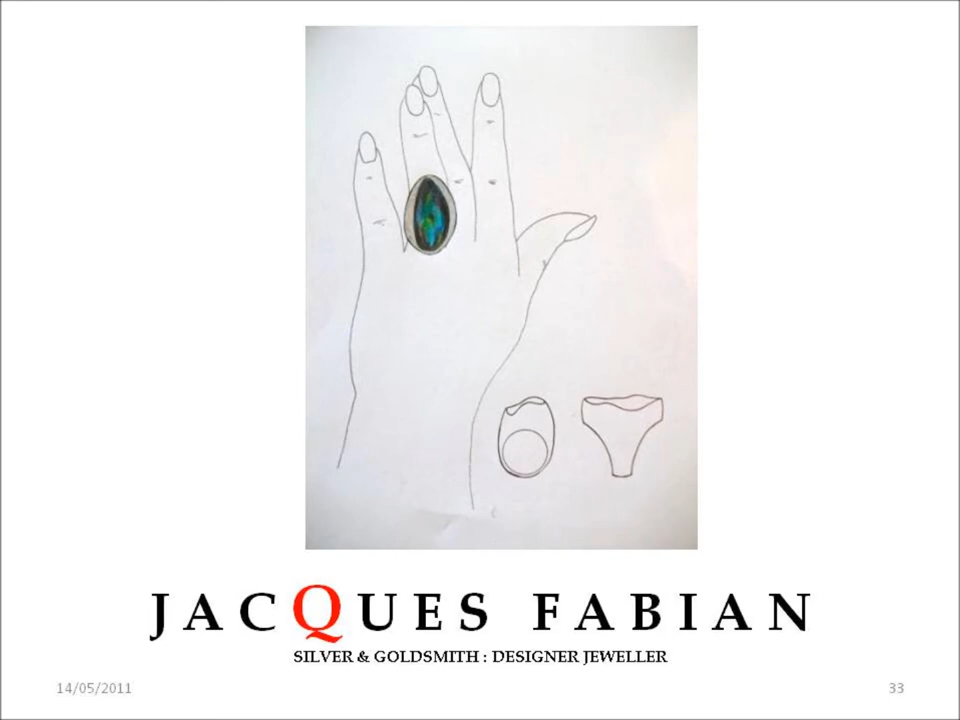 JACQUES FABIAN
SILVER & GOLDSMITH : DESIGNER JEWELLER
14/05/2011
33